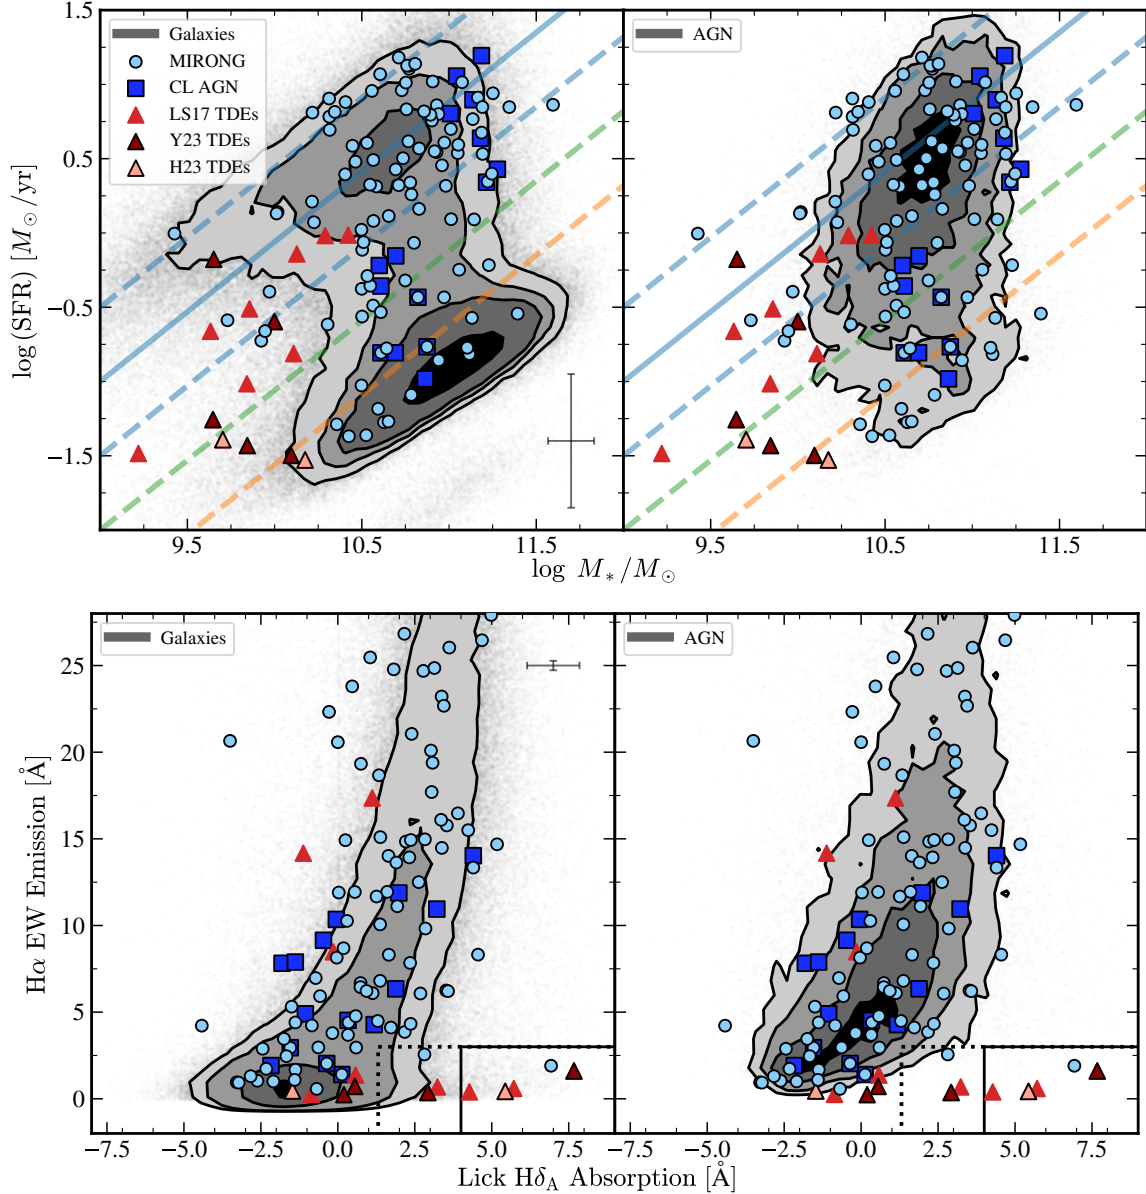 Galaxies
MIRONG
CL AGN
LS17 TDEs
Y23 TDEs
H23 TDEs
AGN
1.5
0.5
−0.5
−1.5
log (SFR) [M⊙/yr]
9.5 10.5 11.5 9.5 10.5 11.5
log M*/M⊙
Galaxies
AGN
25
20
15
10
5
0
Hα EW Emission [Å]
−7.5 −5.0 −2.5 0.0 2.5 5.0 −7.5 −5.0 −2.5 0.0 2.5 5.0 7.5
Lick HδA Absorption [Å]